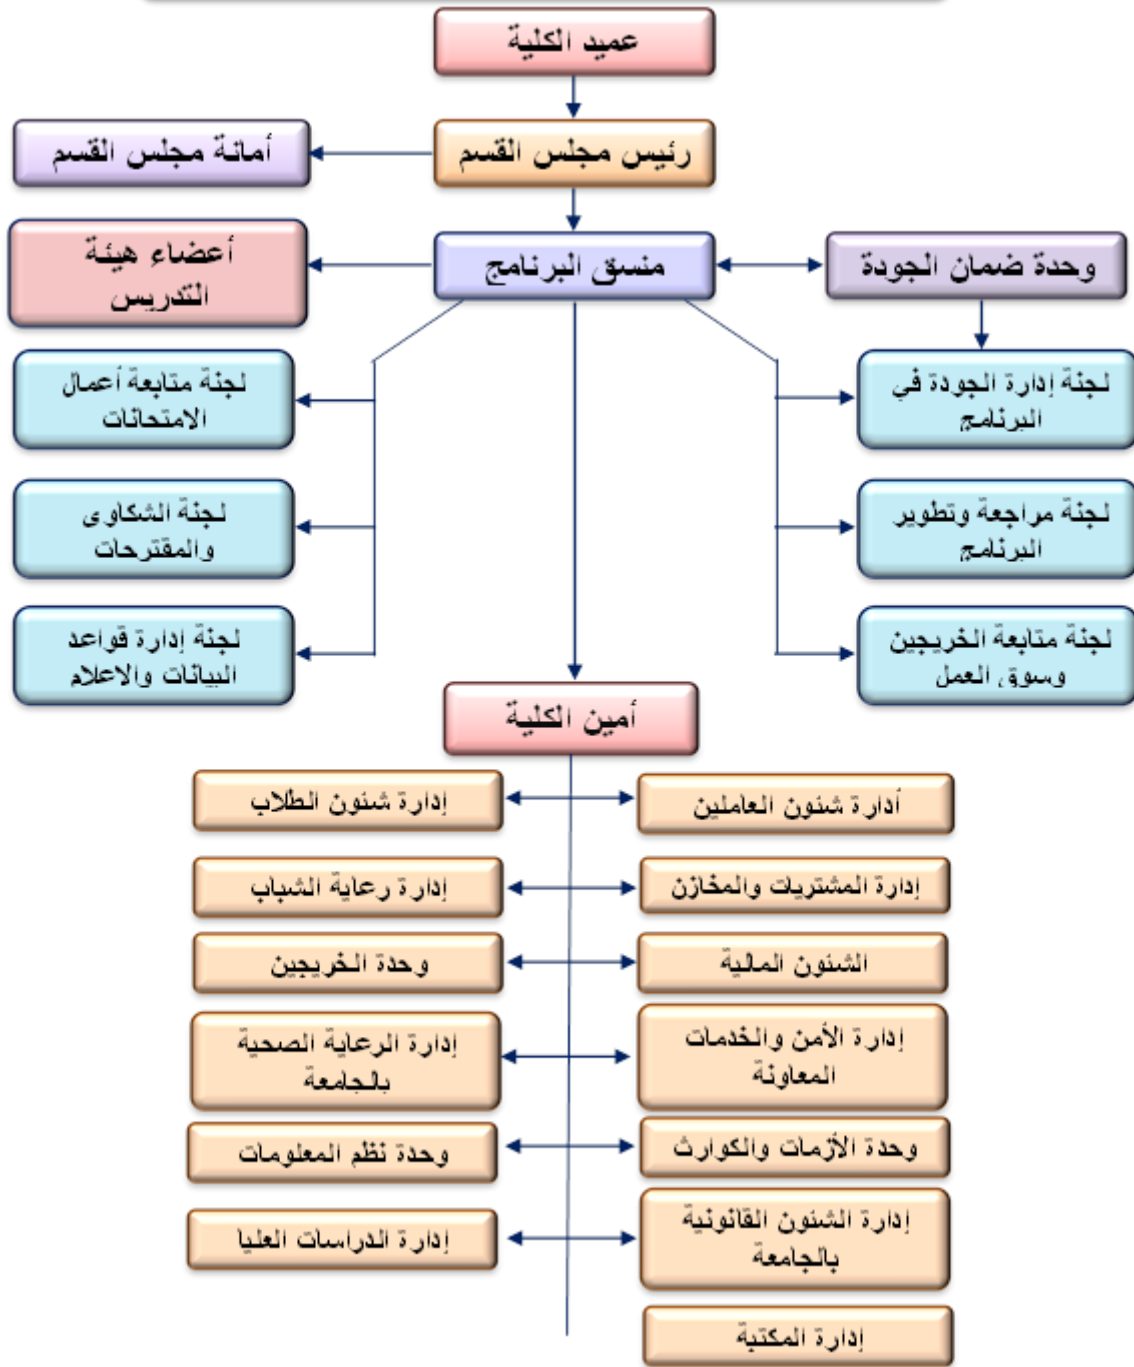 عميد الكلية
رئيس مجلس القسم
أمانة مجلس القسم
وحدة ضمان الجودة
منسق البرنامج
أعضاء هيئة
التدريس
لجنة إدارة الجودة في
البرنامج
لجنة متابعة أعمال
الامتحانات
لجنة مراجعة وتطوير
البرنامج
لجنة الشكاوى
والمقترحات
لجنة متابعة الخريجين
وسوق العمل
لجنة إدارة قواعد
البيانات والاعلام
أمين الكلية
أدارة شئون العاملين
إدارة شئون الطلاب
إدارة المشتريات والمخازن
إدارة رعاية الشباب
الشئون المالية
وحدة الخريجين
إدارة الأمن والخدمات
المعاونة
إدارة الرعاية الصحية
بالجامعة
وحدة الأزمات والكوارث
وحدة نظم المعلومات
إدارة الشئون القانونية
بالجامعة
إدارة الدراسات العليا
إدارة المكتبة